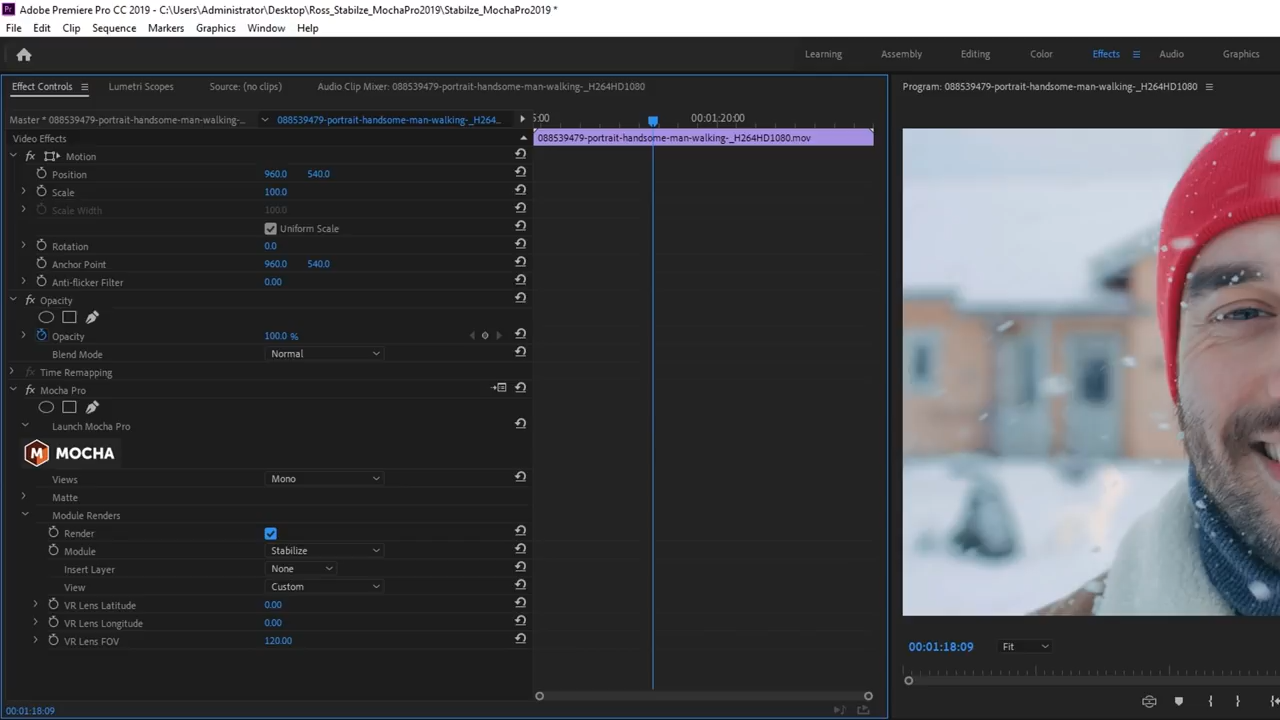 Adobe Premiere Pro CC 2019 - C:\Users\Administrator\Desktop\Ross_Stabilze_MochaPro2019\Stabilze_MochaPro2019 *
File Edit Clip Sequence Markers Graphics Window Help
Learning Assembly Editing Color Effects Audio Graphics
Effect Controls Lumetri Scopes Source: (no clips) Audio Clip Mixer: 088539479-portrait-handsome-man-walking-_H264HD1080 Program: 088539479-portrait-handsome-man-walking-_H264HD1080
Master * 088539479-portrait-handsome-man-walking-... 088539479-portrait-handsome-man-walking-_H264... 5:00 00:01:20:00
Video Effects 088539479-portrait-handsome-man-walking-_H264HD1080.mov
fx Motion
Position 960.0 540.0
Scale 100.0
Scale Width 100.0
Uniform Scale
Rotation 0.0
Anchor Point 960.0 540.0
Anti-flicker Filter 0.00
fx Opacity
Opacity 100.0 %
Blend Mode Normal
fx Time Remapping
fx Mocha Pro
Launch Mocha Pro
M MOCHA
Views Mono
Matte
Module Renders
Render
Module Stabilize
Insert Layer None
View Custom
VR Lens Latitude 0.00
VR Lens Longitude 0.00
VR Lens FOV 120.00
00:01:18:09 Fit
00:01:18:09